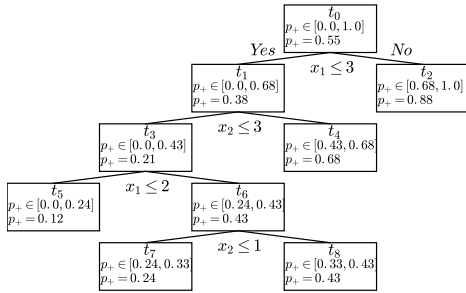 t₀
p₊ ∈ [0.0, 1.0]
p₊ = 0.55
Yes
No
x₁ ≤ 3
t₁
p₊ ∈ [0.0, 0.68]
p₊ = 0.38
t₂
p₊ ∈ [0.68, 1.0]
p₊ = 0.88
x₂ ≤ 3
t₃
p₊ ∈ [0.0, 0.43]
p₊ = 0.21
t₄
p₊ ∈ [0.43, 0.68]
p₊ = 0.68
x₁ ≤ 2
t₅
p₊ ∈ [0.0, 0.24]
p₊ = 0.12
t₆
p₊ ∈ [0.24, 0.43]
p₊ = 0.43
x₂ ≤ 1
t₇
p₊ ∈ [0.24, 0.33]
p₊ = 0.24
t₈
p₊ ∈ [0.33, 0.43]
p₊ = 0.43